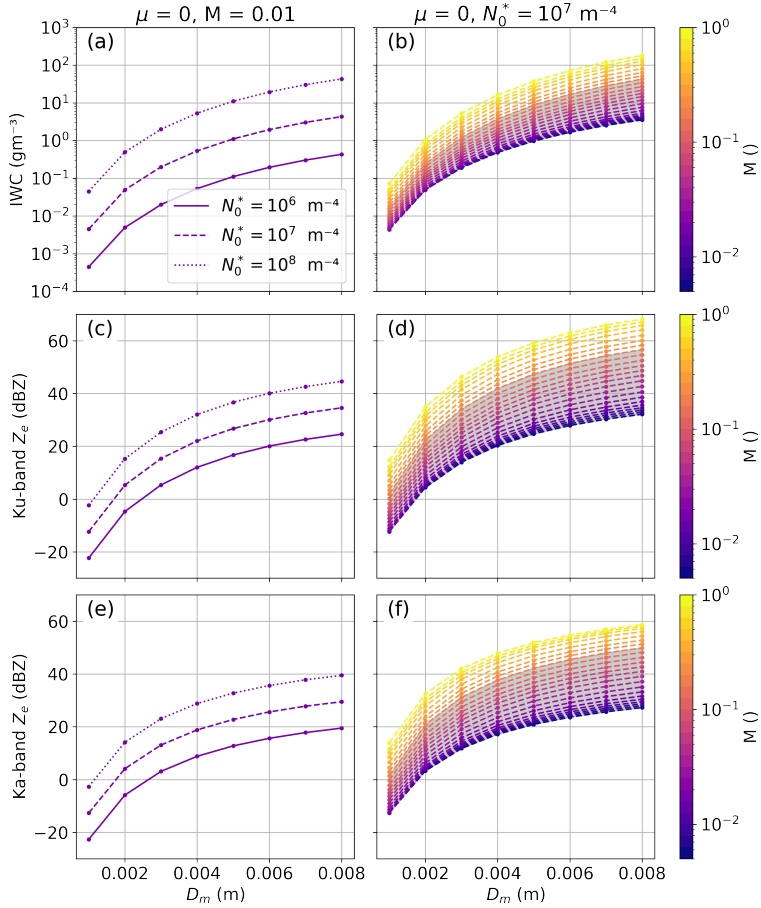 μ = 0, M = 0.01
μ = 0, N₀* = 10⁷ m⁻⁴
(a)
(b)
10³
10²
10¹
10⁰
10⁻¹
10⁻²
10⁻³
10⁻⁴
IWC (gm⁻³)
N₀* = 10⁶ m⁻⁴
N₀* = 10⁷ m⁻⁴
N₀* = 10⁸ m⁻⁴
10⁰
10⁻¹
10⁻²
M ()
(c)
(d)
60
40
20
0
−20
Ku-band Zₑ (dBZ)
10⁰
10⁻¹
10⁻²
M ()
(e)
(f)
60
40
20
0
−20
Ka-band Zₑ (dBZ)
10⁰
10⁻¹
10⁻²
M ()
0.002 0.004 0.006 0.008
0.002 0.004 0.006 0.008
Dₘ (m)
Dₘ (m)